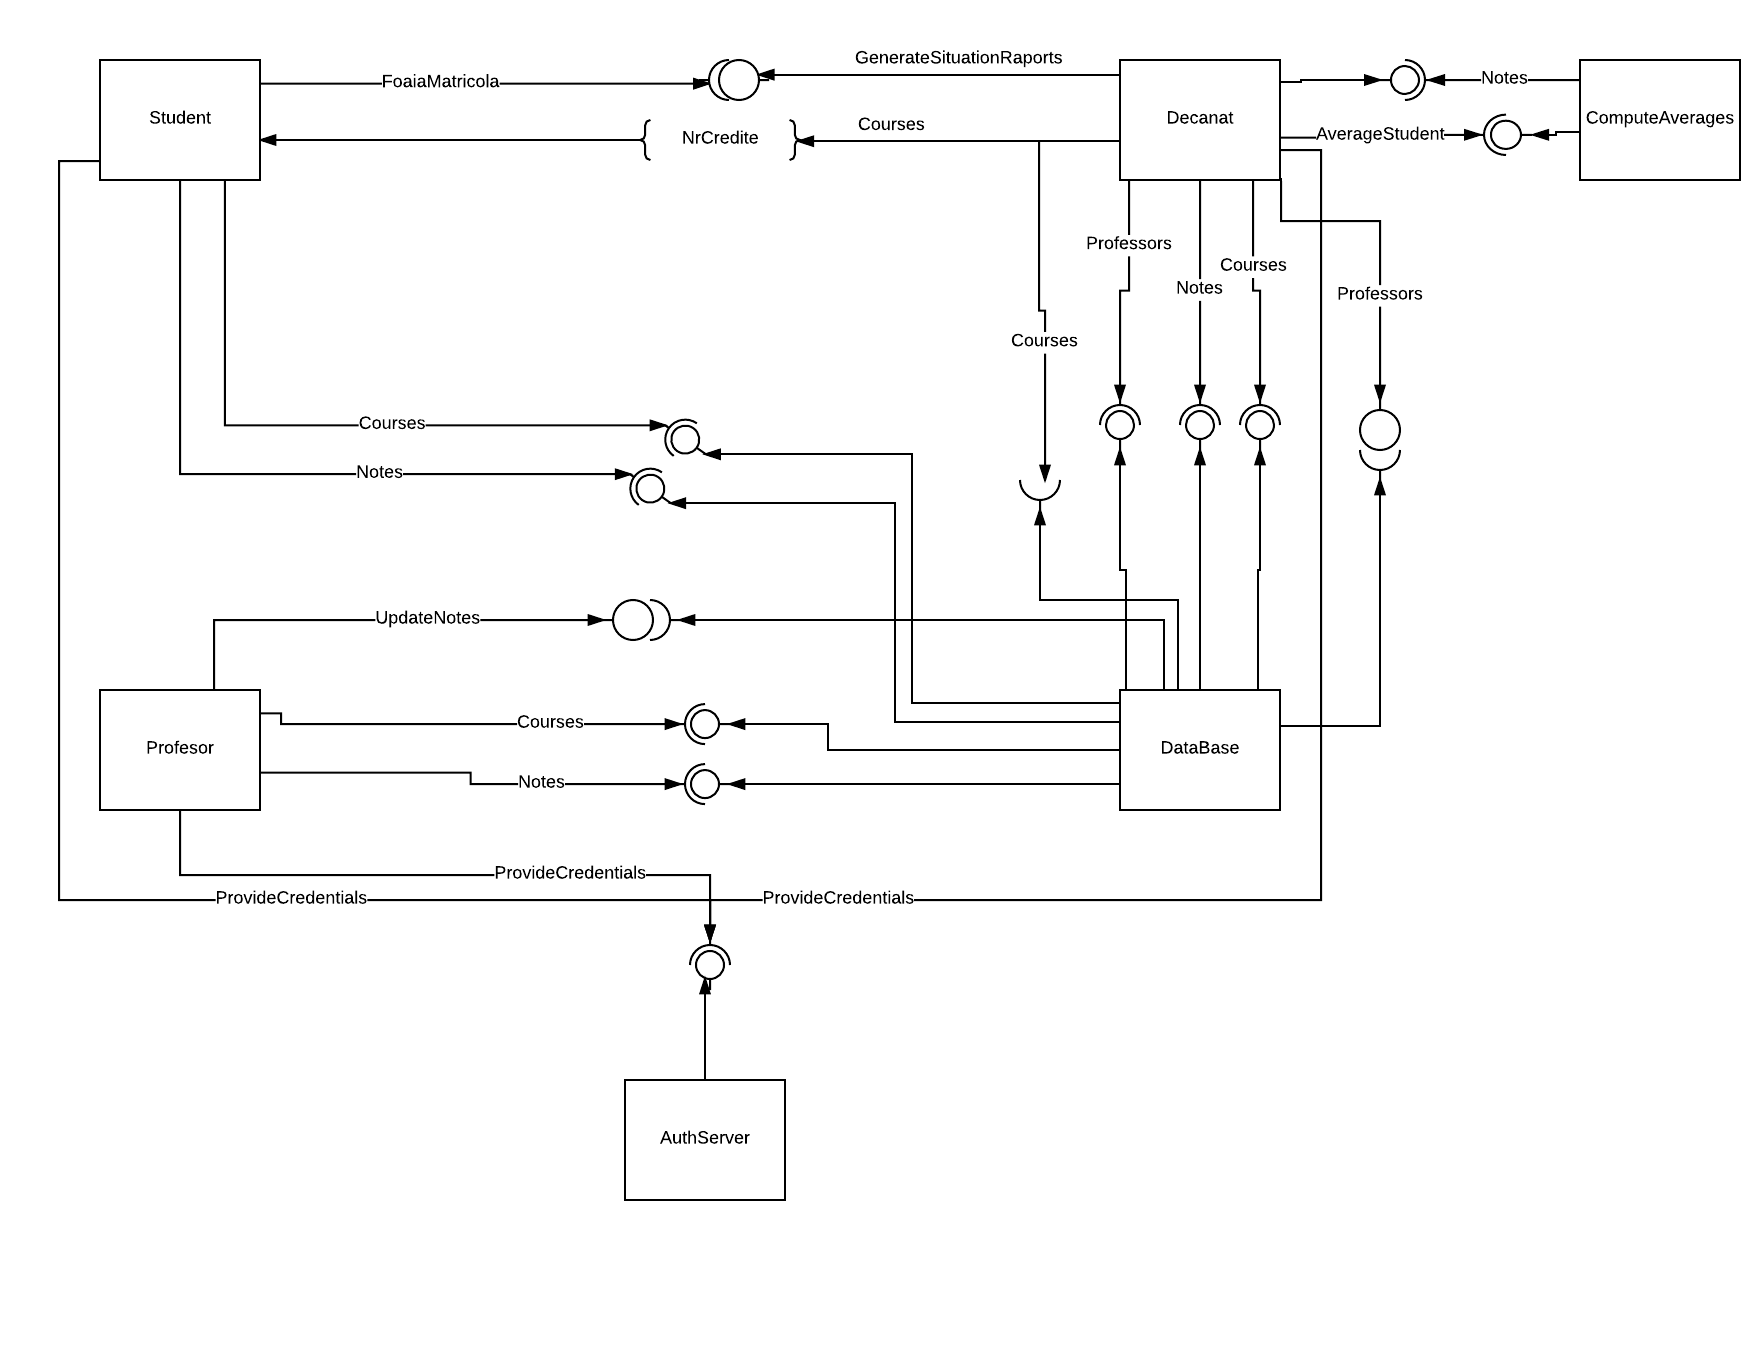 GenerateSituationRaports
FoaiaMatricola
Notes
Student
Decanat
ComputeAverages
Courses
NrCredite
AverageStudent
Professors
Courses
Notes
Professors
Courses
Courses
Notes
UpdateNotes
Courses
Profesor
DataBase
Notes
ProvideCredentials
ProvideCredentials
ProvideCredentials
AuthServer